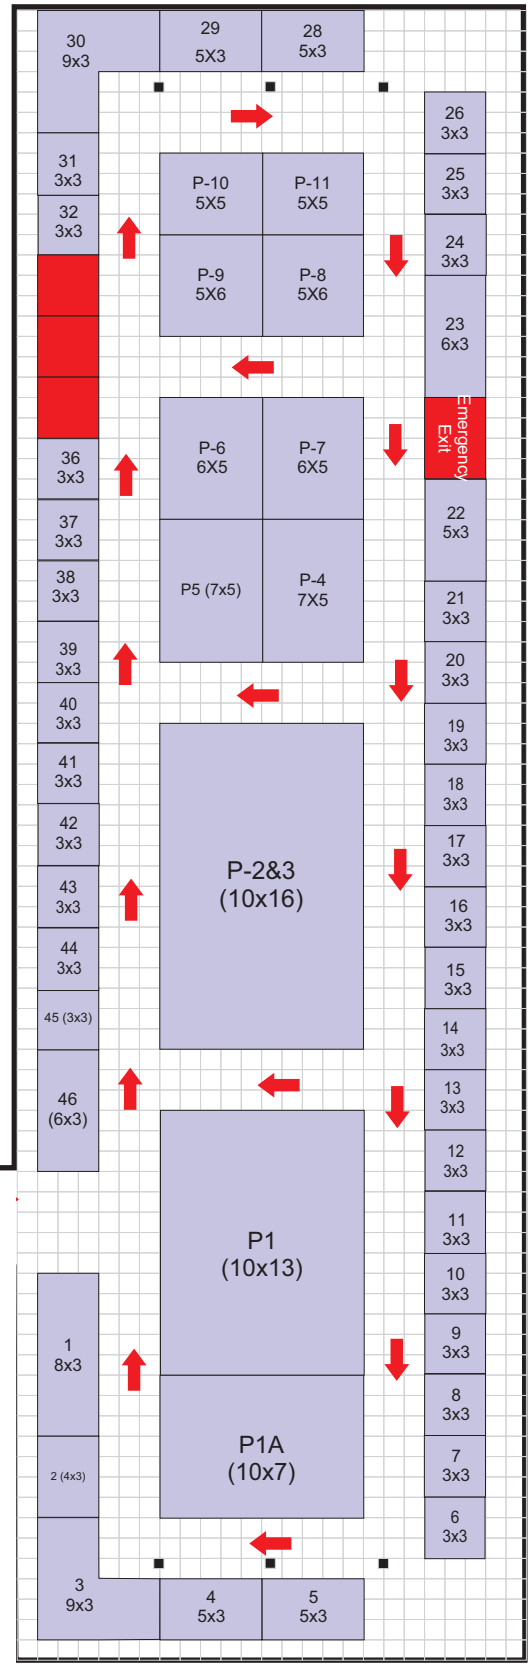 30
9x3
29
5X3
28
5x3
26
3x3
31
3x3
P-10
5X5
P-11
5X5
25
3x3
32
3x3
24
3x3
P-9
5X6
P-8
5X6
23
6x3
Emergency
Exit
36
3x3
P-6
6X5
P-7
6X5
22
5x3
37
3x3
38
3x3
P5 (7x5)
P-4
7X5
21
3x3
39
3x3
20
3x3
40
3x3
19
3x3
41
3x3
18
3x3
42
3x3
17
3x3
P-2&3
(10x16)
43
3x3
16
3x3
44
3x3
15
3x3
45 (3x3)
14
3x3
46
(6x3)
13
3x3
12
3x3
P1
(10x13)
11
3x3
10
3x3
1
8x3
9
3x3
8
3x3
P1A
(10x7)
2 (4x3)
7
3x3
6
3x3
3
9x3
4
5x3
5
5x3